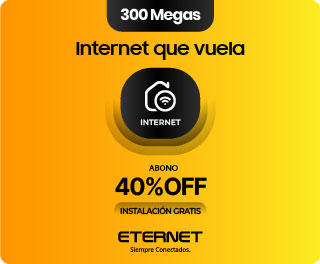 300 Megas
Internet que vuela
INTERNET
ABONO
40%OFF
INSTALACIÓN GRATIS
ETERNET
Siempre Conectados.